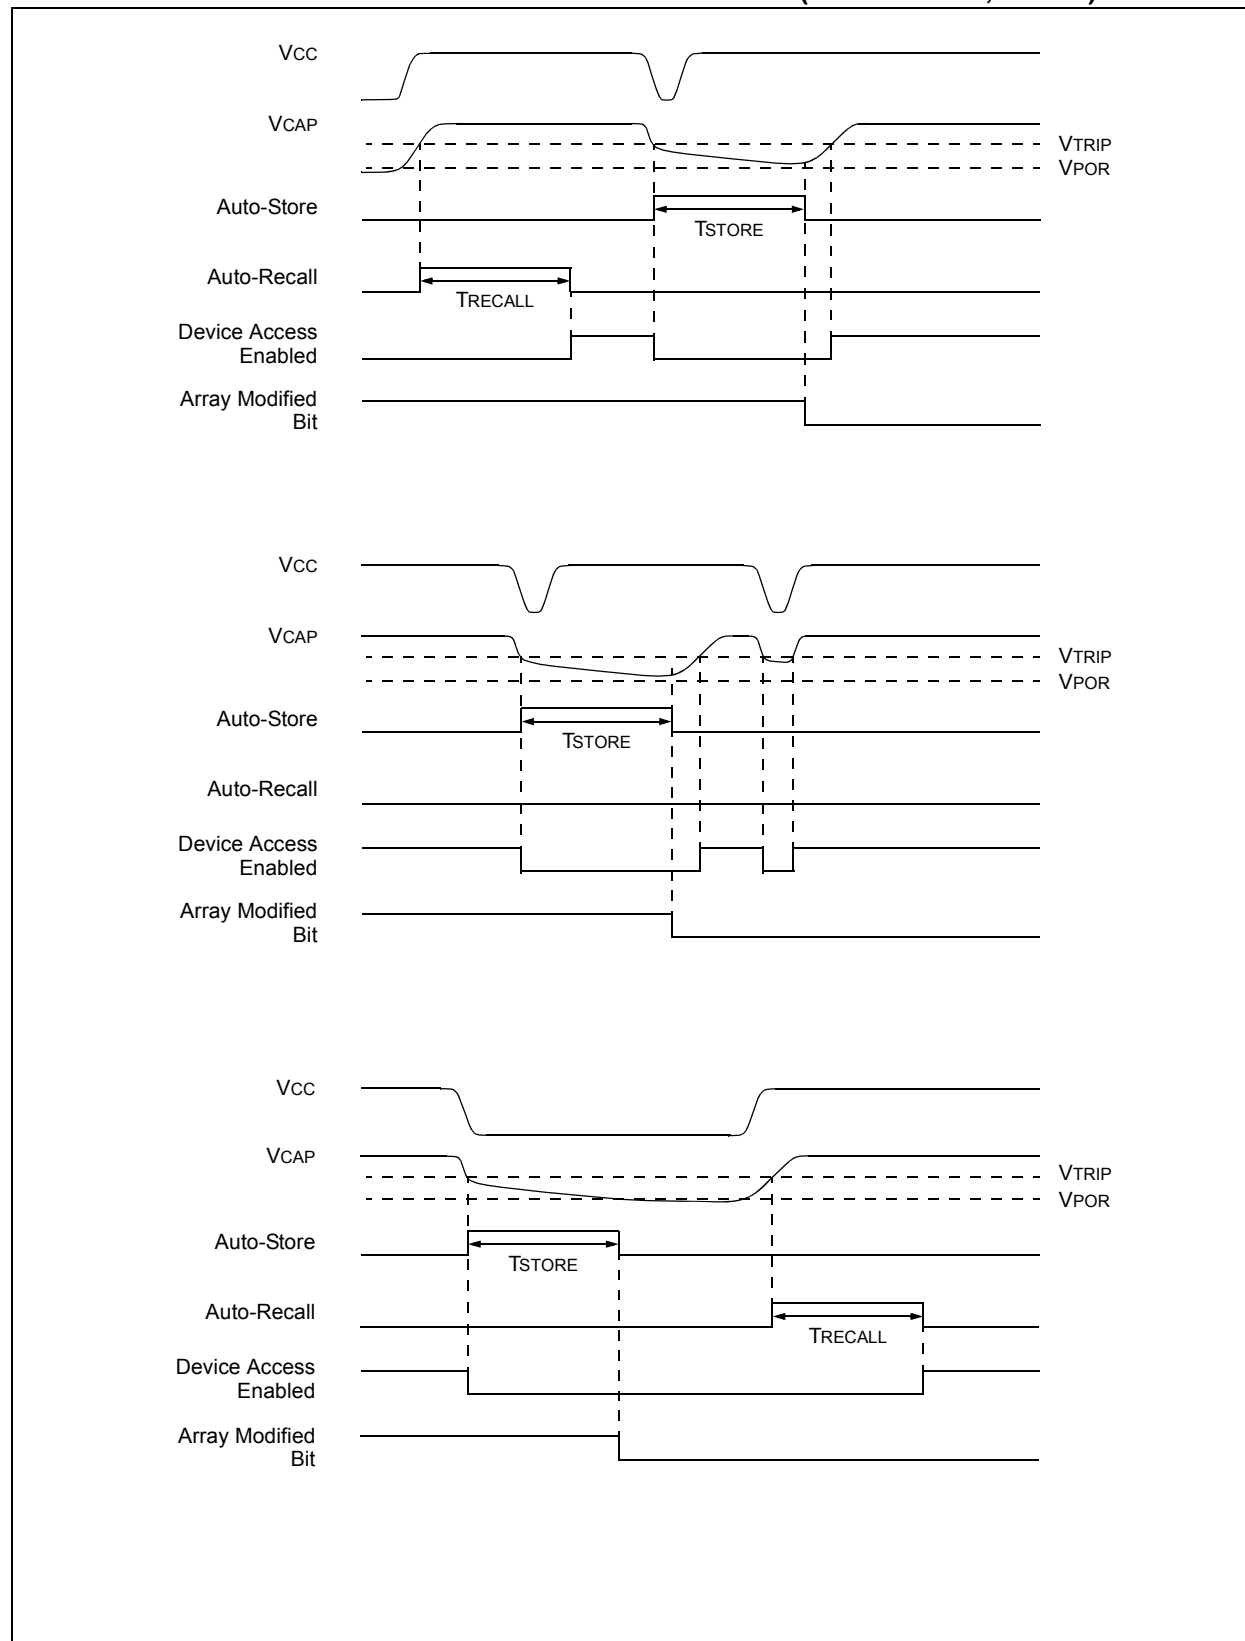 VCC
VCAP
VTRIP
VPOR
Auto-Store
TSTORE
Auto-Recall
TRECALL
Device Access
Enabled
Array Modified
Bit
VCC
VCAP
VTRIP
VPOR
Auto-Store
TSTORE
Auto-Recall
Device Access
Enabled
Array Modified
Bit
VCC
VCAP
VTRIP
VPOR
Auto-Store
TSTORE
Auto-Recall
TRECALL
Device Access
Enabled
Array Modified
Bit